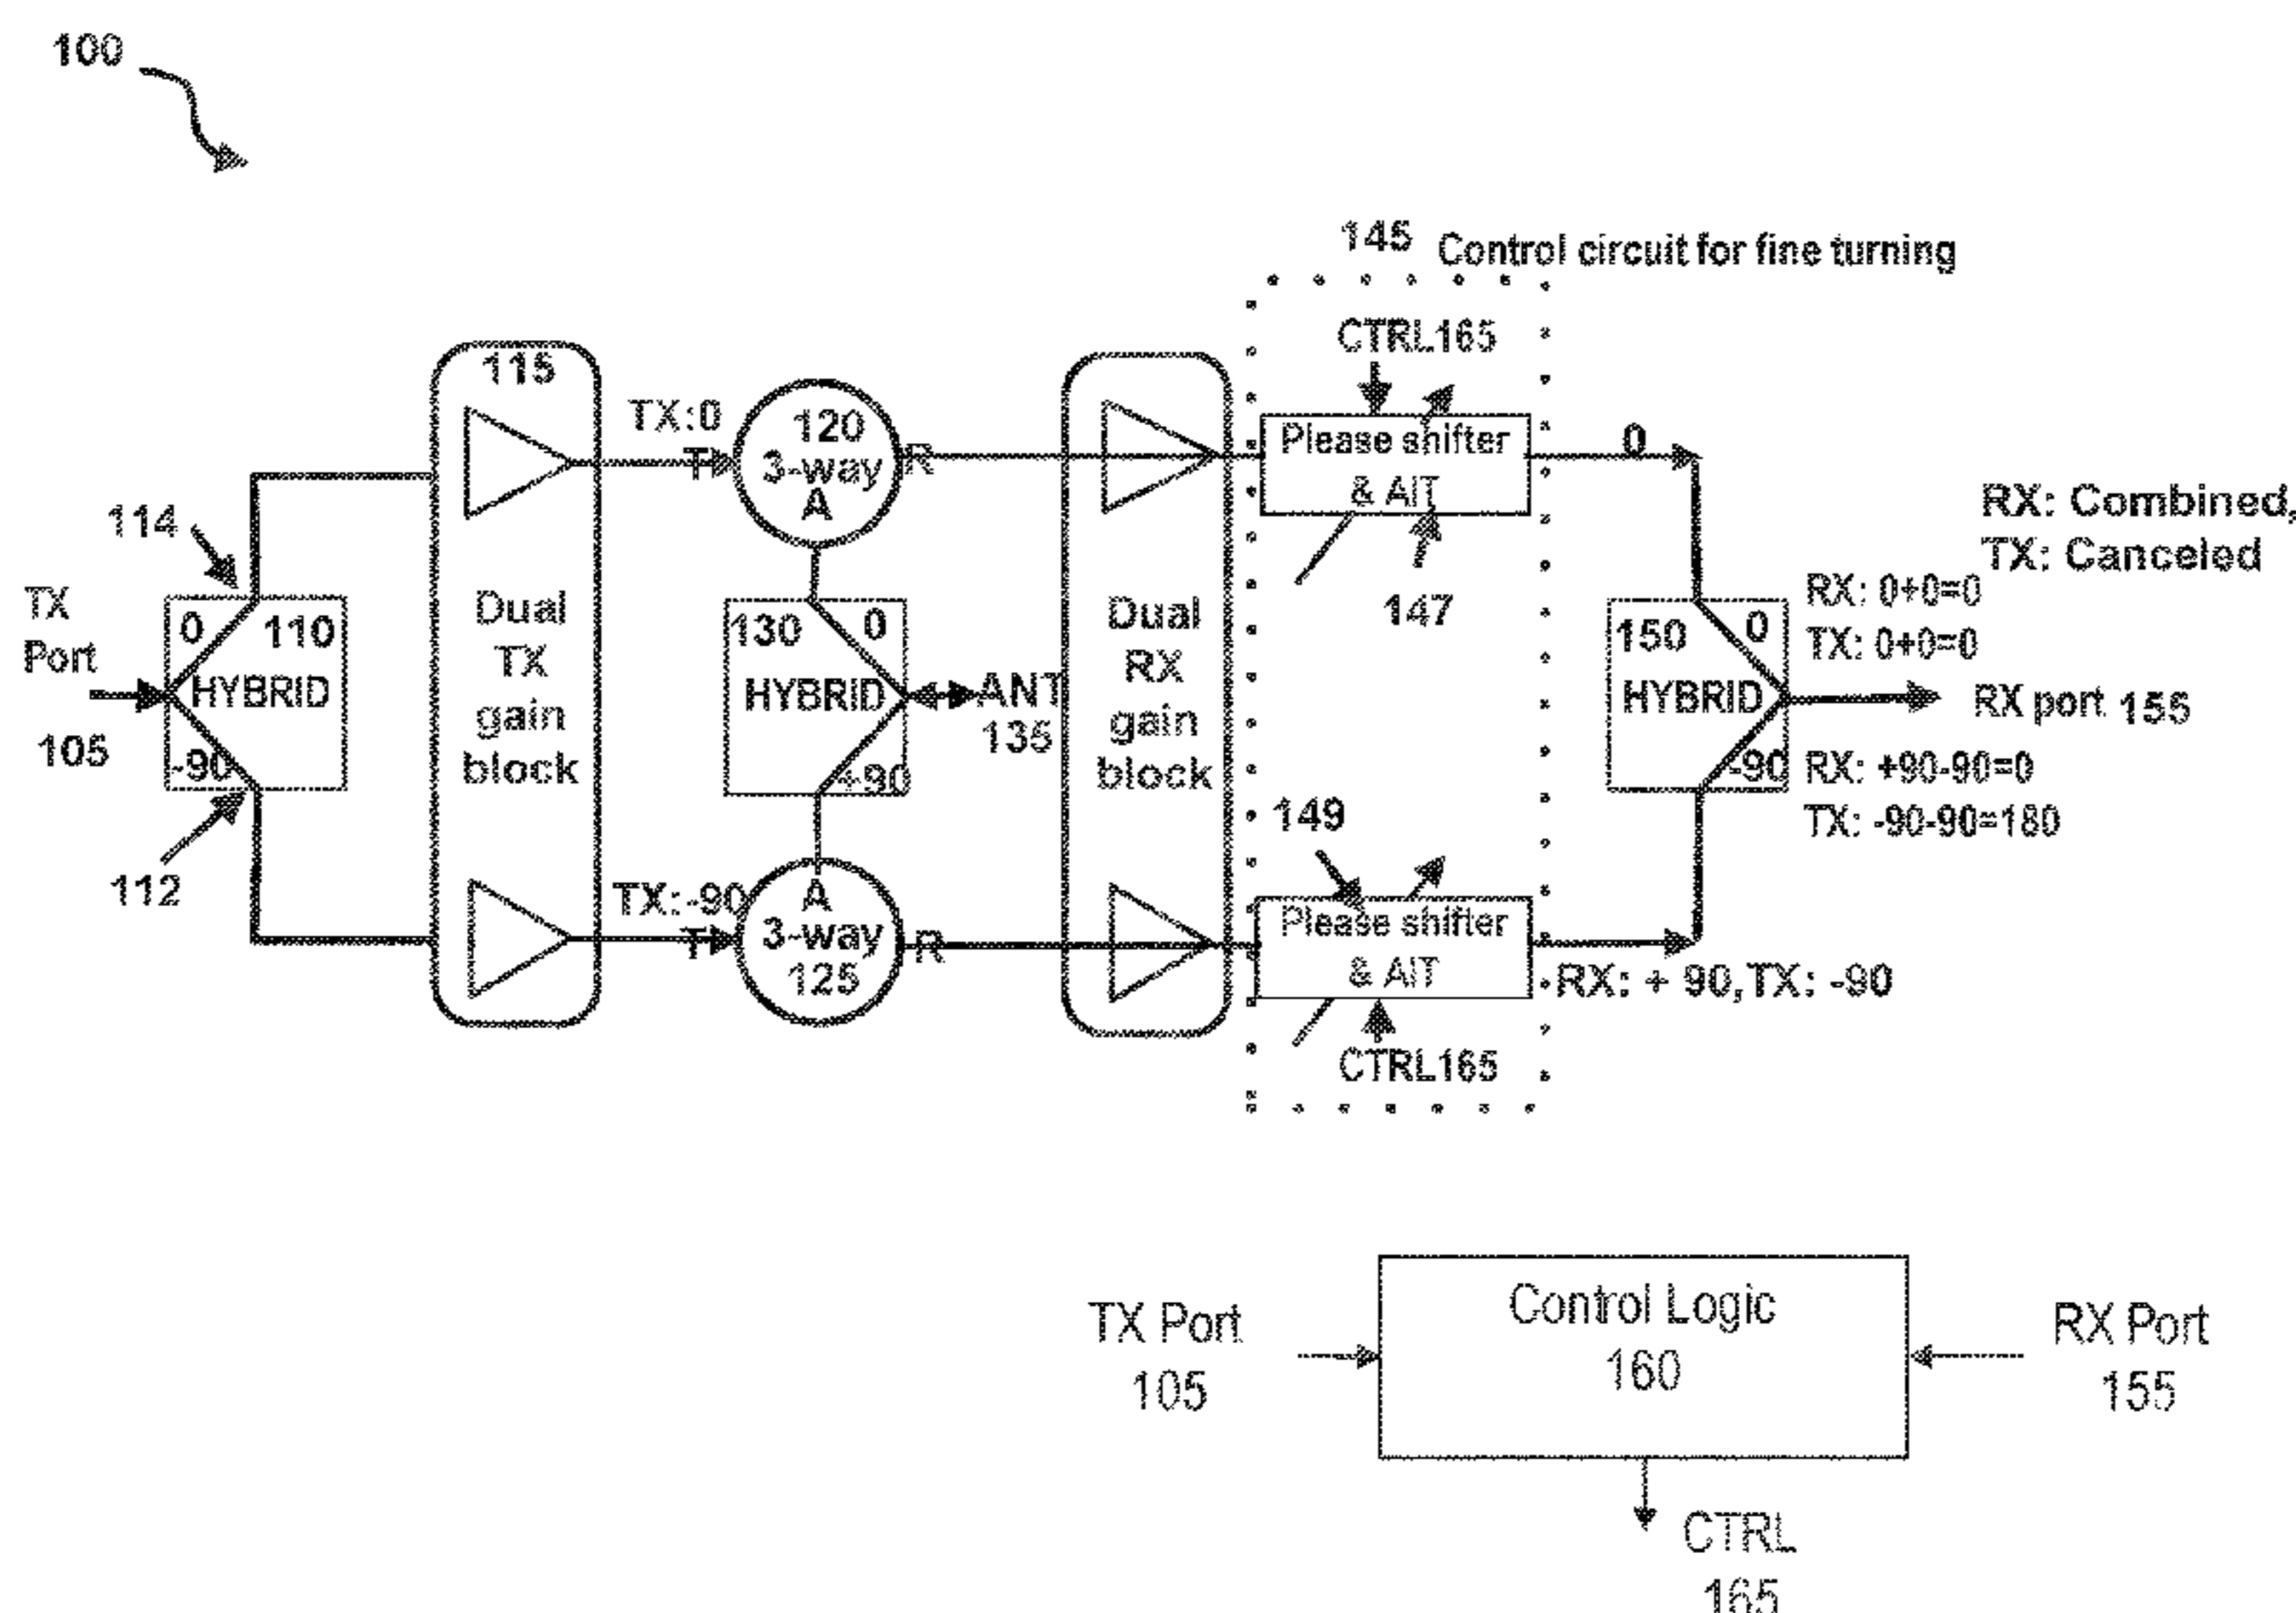 100
145
Control circuit for fine turning
CTRL165
115
TX:0
T
120
3-way
A
R
Please shifter
& AIT
0
147
RX: Combined,
TX: Canceled
114
TX
Port
105
0
110
HYBRID
-90
112
Dual
TX
gain
block
130
0
HYBRID
+90
ANT
135
Dual
RX
gain
block
150
0
HYBRID
-90
RX: 0+0=0
TX: 0+0=0
RX port 155
RX: +90-90=0
TX: -90-90=180
149
TX:-90
T
A
3-way
125
R
Please shifter
& AIT
RX: + 90,TX: -90
CTRL165
TX Port
105
Control Logic
160
RX Port
155
CTRL
165